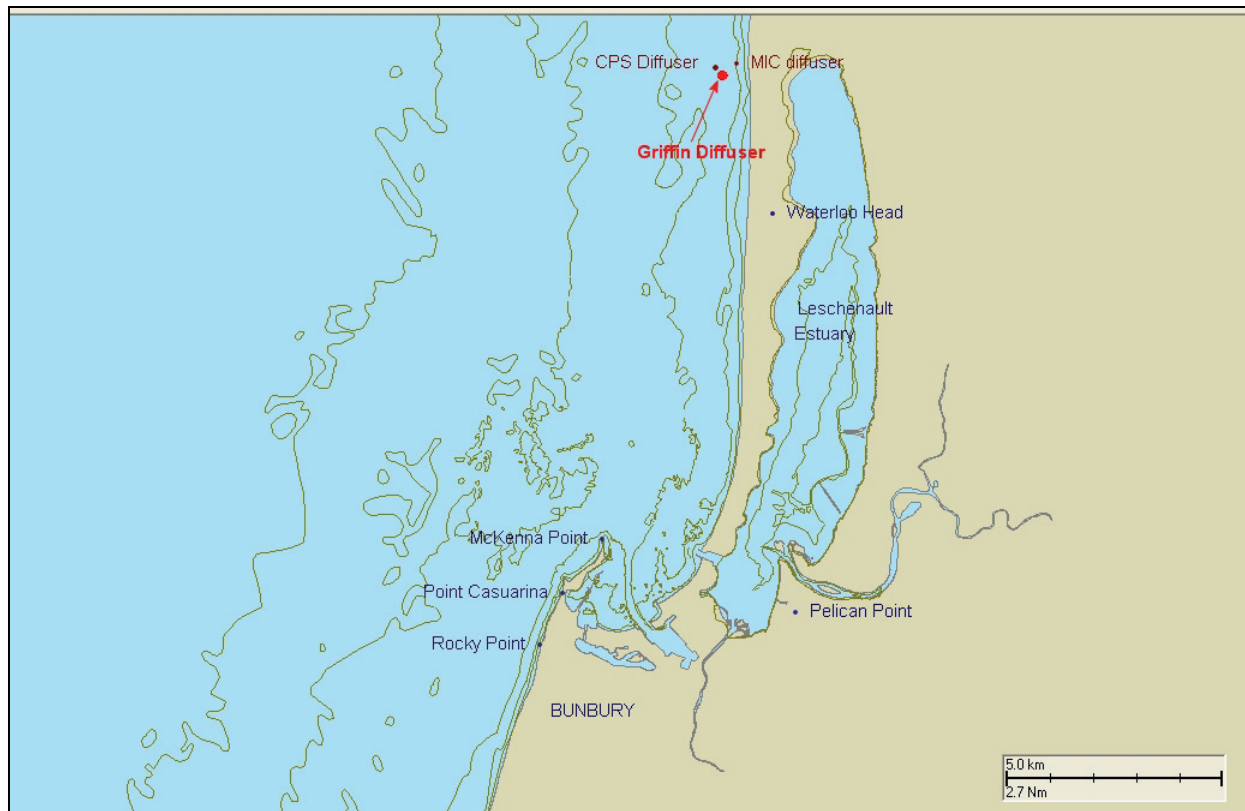 CPS Diffuser
MIC diffuser
Griffin Diffuser
Waterloo Head
Leschenault
Estuary
McKenna Point
Point Casuarina
Pelican Point
Rocky Point
BUNBURY
5.0 km
2.7 Nm